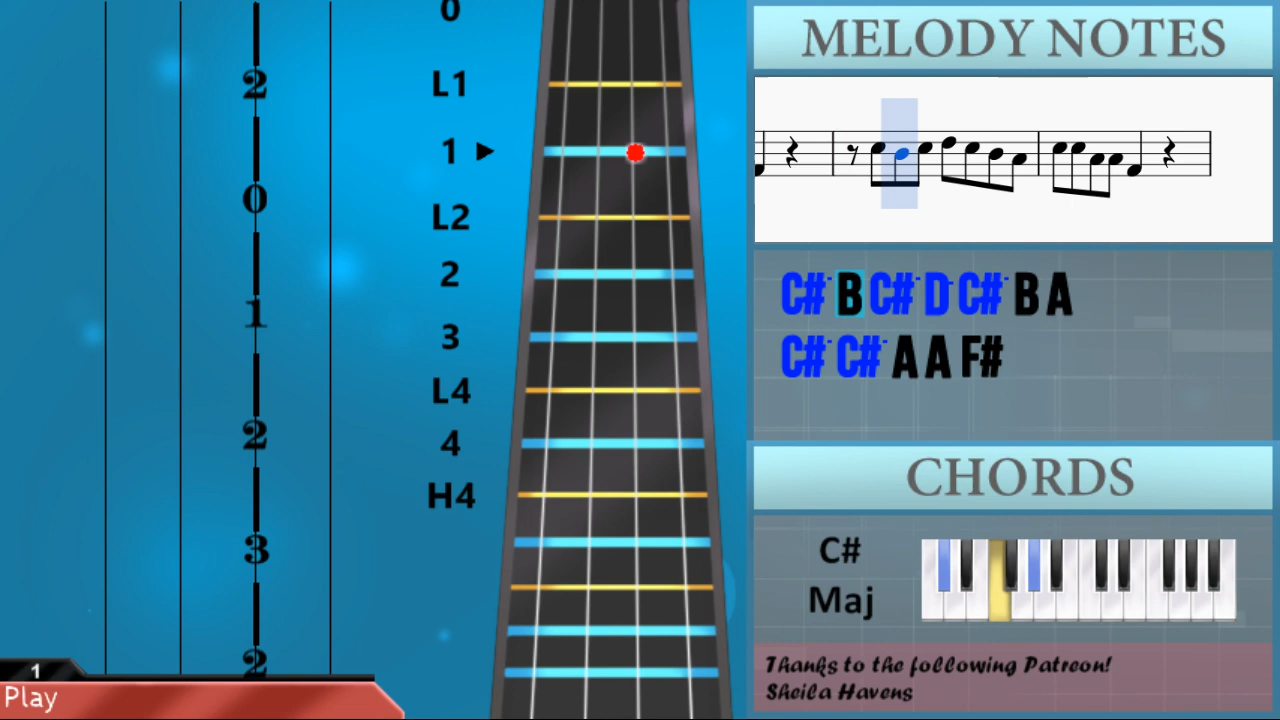 0
2
L1
1
0
L2
2
1
3
L4
2
4
H4
3
2
1
Play
MELODY NOTES
C# B C# D C# B A
C# C# A A F#
CHORDS
C#
Maj
Thanks to the following Patreon!
Sheila Havens